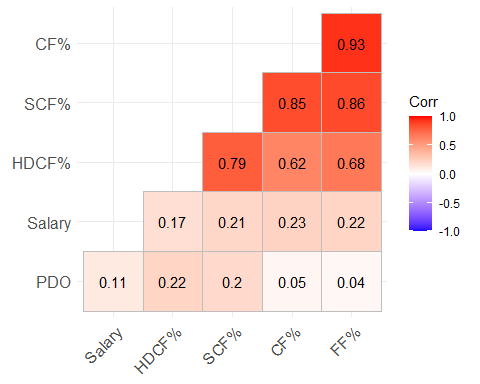 CF%
0.93
SCF%
0.85 0.86
HDCF%
0.79 0.62 0.68
Salary
0.17 0.21 0.23 0.22
PDO
0.11 0.22 0.2 0.05 0.04
Salary HDCF% SCF% CF% FF%
Corr
1.0
0.5
0.0
-0.5
-1.0